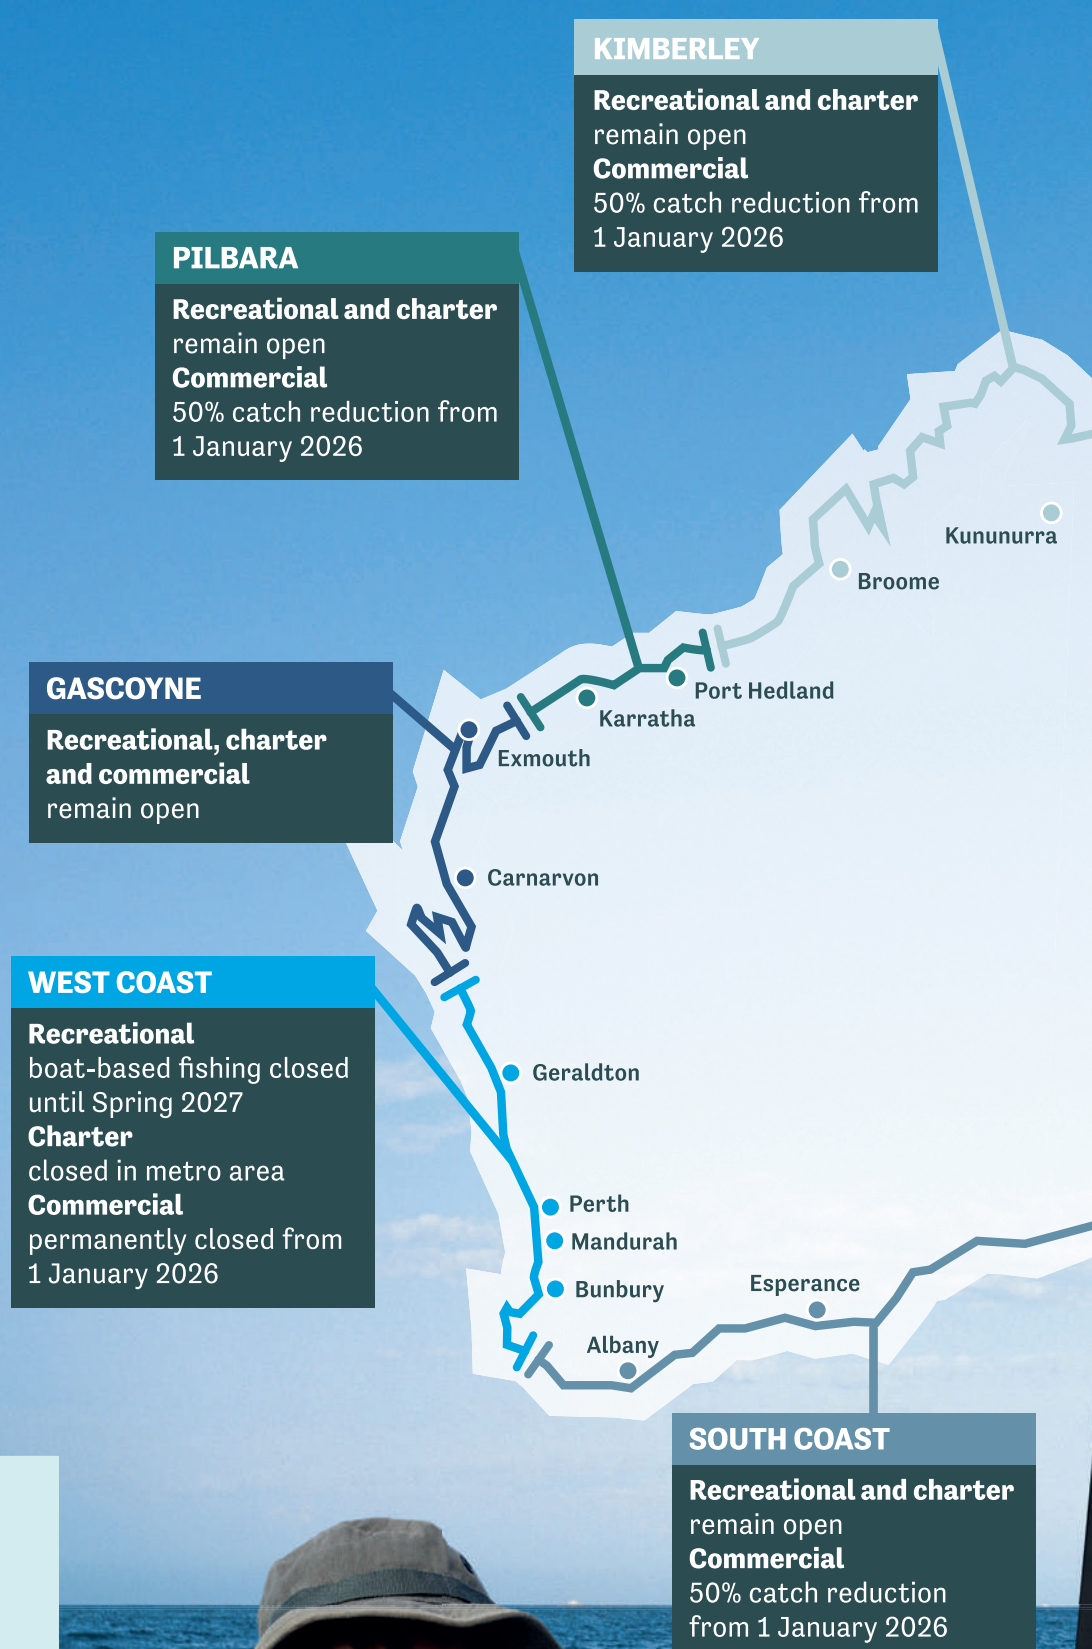 KIMBERLEY
Recreational and charter
remain open
Commercial
50% catch reduction from
1 January 2026
PILBARA
Recreational and charter
remain open
Commercial
50% catch reduction from
1 January 2026
Kununurra
Broome
Port Hedland
Karratha
Exmouth
GASCOYNE
Recreational, charter
and commercial
remain open
Carnarvon
WEST COAST
Recreational
boat-based fishing closed
until Spring 2027
Charter
closed in metro area
Commercial
permanently closed from
1 January 2026
Geraldton
Perth
Mandurah
Bunbury
Esperance
Albany
SOUTH COAST
Recreational and charter
remain open
Commercial
50% catch reduction
from 1 January 2026